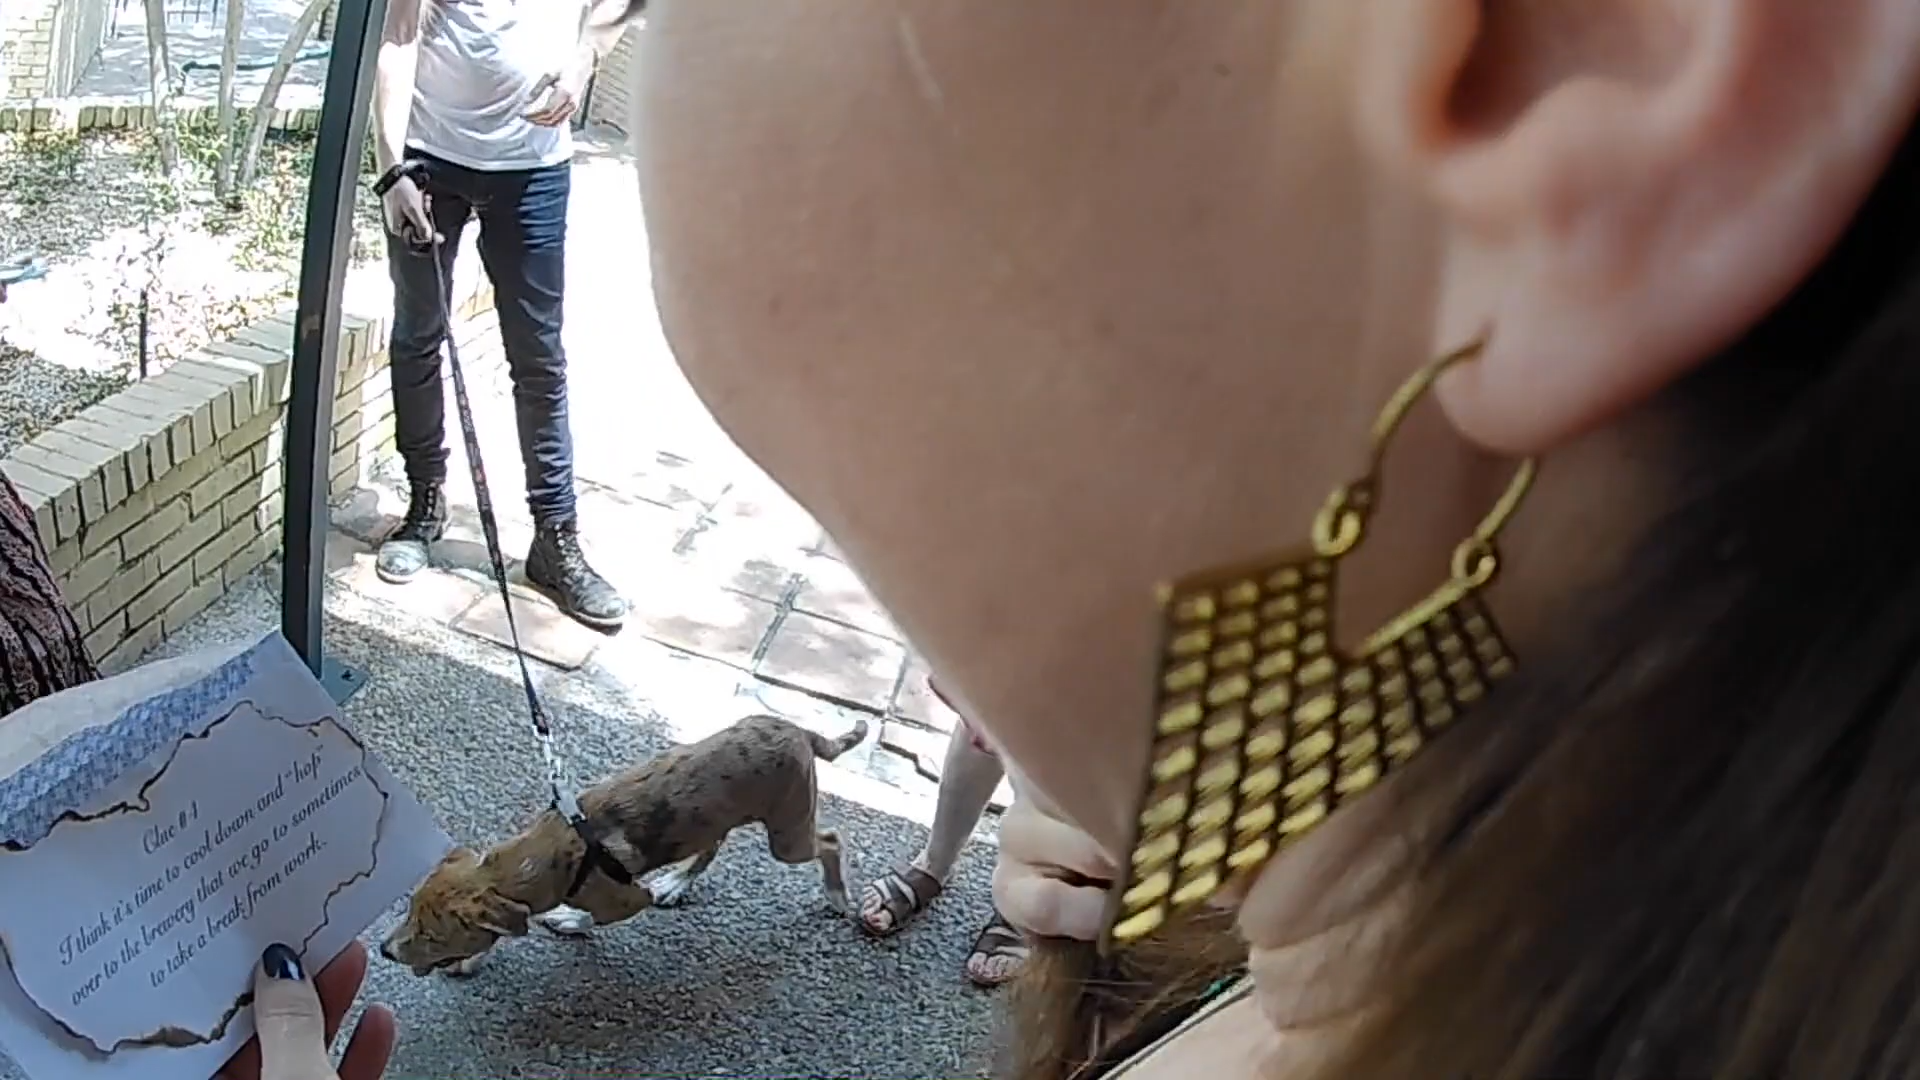 Clue #4
I think it's time to cool down and "hop"
over to the brewery that we go to sometimes
to take a break from work.